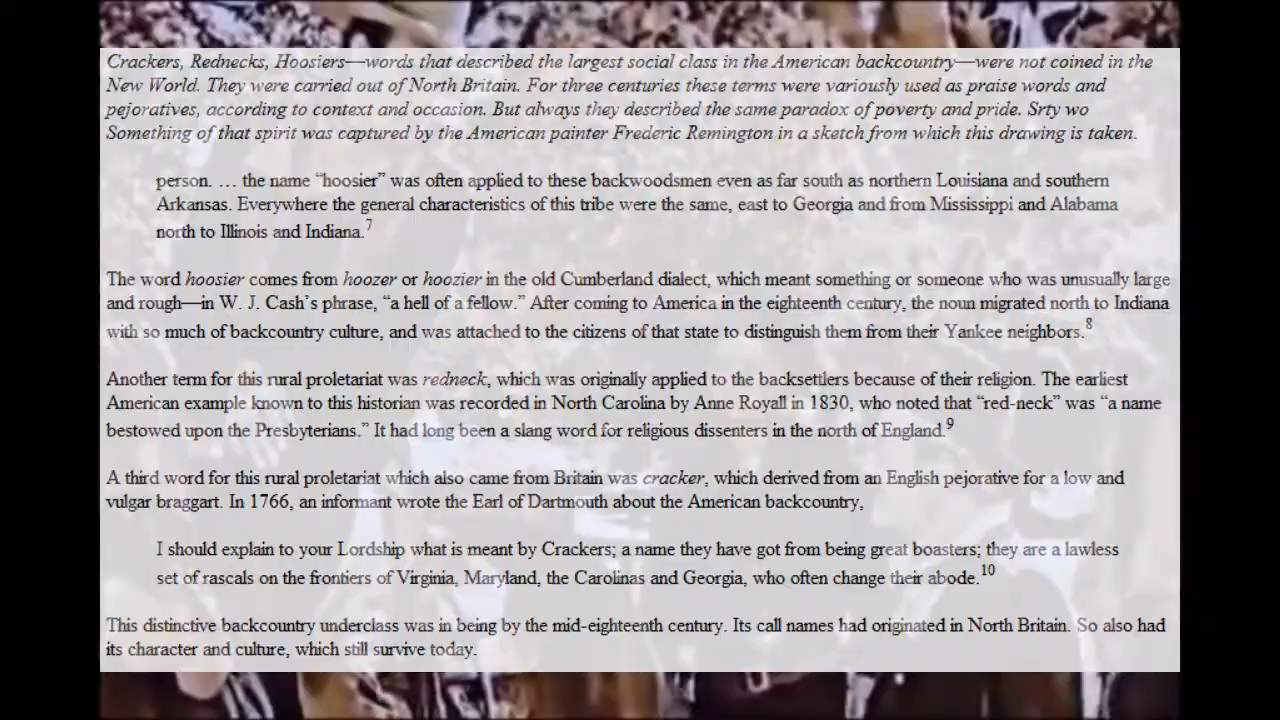 Crackers, Rednecks, Hoosiers—words that described the largest social class in the American backcountry—were not coined in the
New World. They were carried out of North Britain. For three centuries these terms were variously used as praise words and
pejoratives, according to context and occasion. But always they described the same paradox of poverty and pride. Srty wo
Something of that spirit was captured by the American painter Frederic Remington in a sketch from which this drawing is taken.
person. … the name “hoosier” was often applied to these backwoodsmen even as far south as northern Louisiana and southern
Arkansas. Everywhere the general characteristics of this tribe were the same, east to Georgia and from Mississippi and Alabama
north to Illinois and Indiana.7
The word hoosier comes from hoozer or hoozier in the old Cumberland dialect, which meant something or someone who was unusually large
and rough—in W. J. Cash’s phrase, “a hell of a fellow.” After coming to America in the eighteenth century, the noun migrated north to Indiana
with so much of backcountry culture, and was attached to the citizens of that state to distinguish them from their Yankee neighbors.8
Another term for this rural proletariat was redneck, which was originally applied to the backsettlers because of their religion. The earliest
American example known to this historian was recorded in North Carolina by Anne Royall in 1830, who noted that “red-neck” was “a name
bestowed upon the Presbyterians.” It had long been a slang word for religious dissenters in the north of England.9
A third word for this rural proletariat which also came from Britain was cracker, which derived from an English pejorative for a low and
vulgar braggart. In 1766, an informant wrote the Earl of Dartmouth about the American backcountry,
I should explain to your Lordship what is meant by Crackers; a name they have got from being great boasters; they are a lawless
set of rascals on the frontiers of Virginia, Maryland, the Carolinas and Georgia, who often change their abode.10
This distinctive backcountry underclass was in being by the mid-eighteenth century. Its call names had originated in North Britain. So also had
its character and culture, which still survive today.